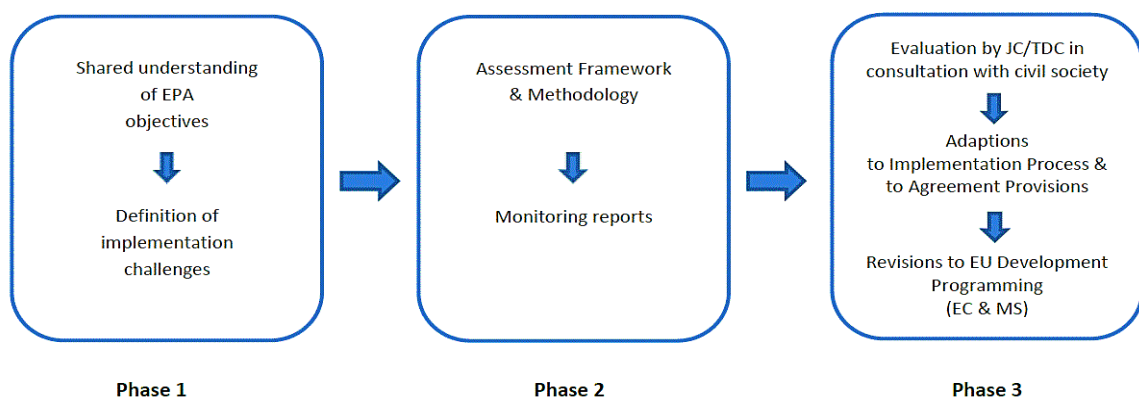 Shared understanding
of EPA
objectives
Definition of
implementation
challenges
Phase 1
Assessment Framework
& Methodology
Monitoring reports
Phase 2
Evaluation by JC/TDC in
consultation with civil society
Adaptions
to Implementation Process &
to Agreement Provisions
Revisions to EU Development
Programming
(EC & MS)
Phase 3